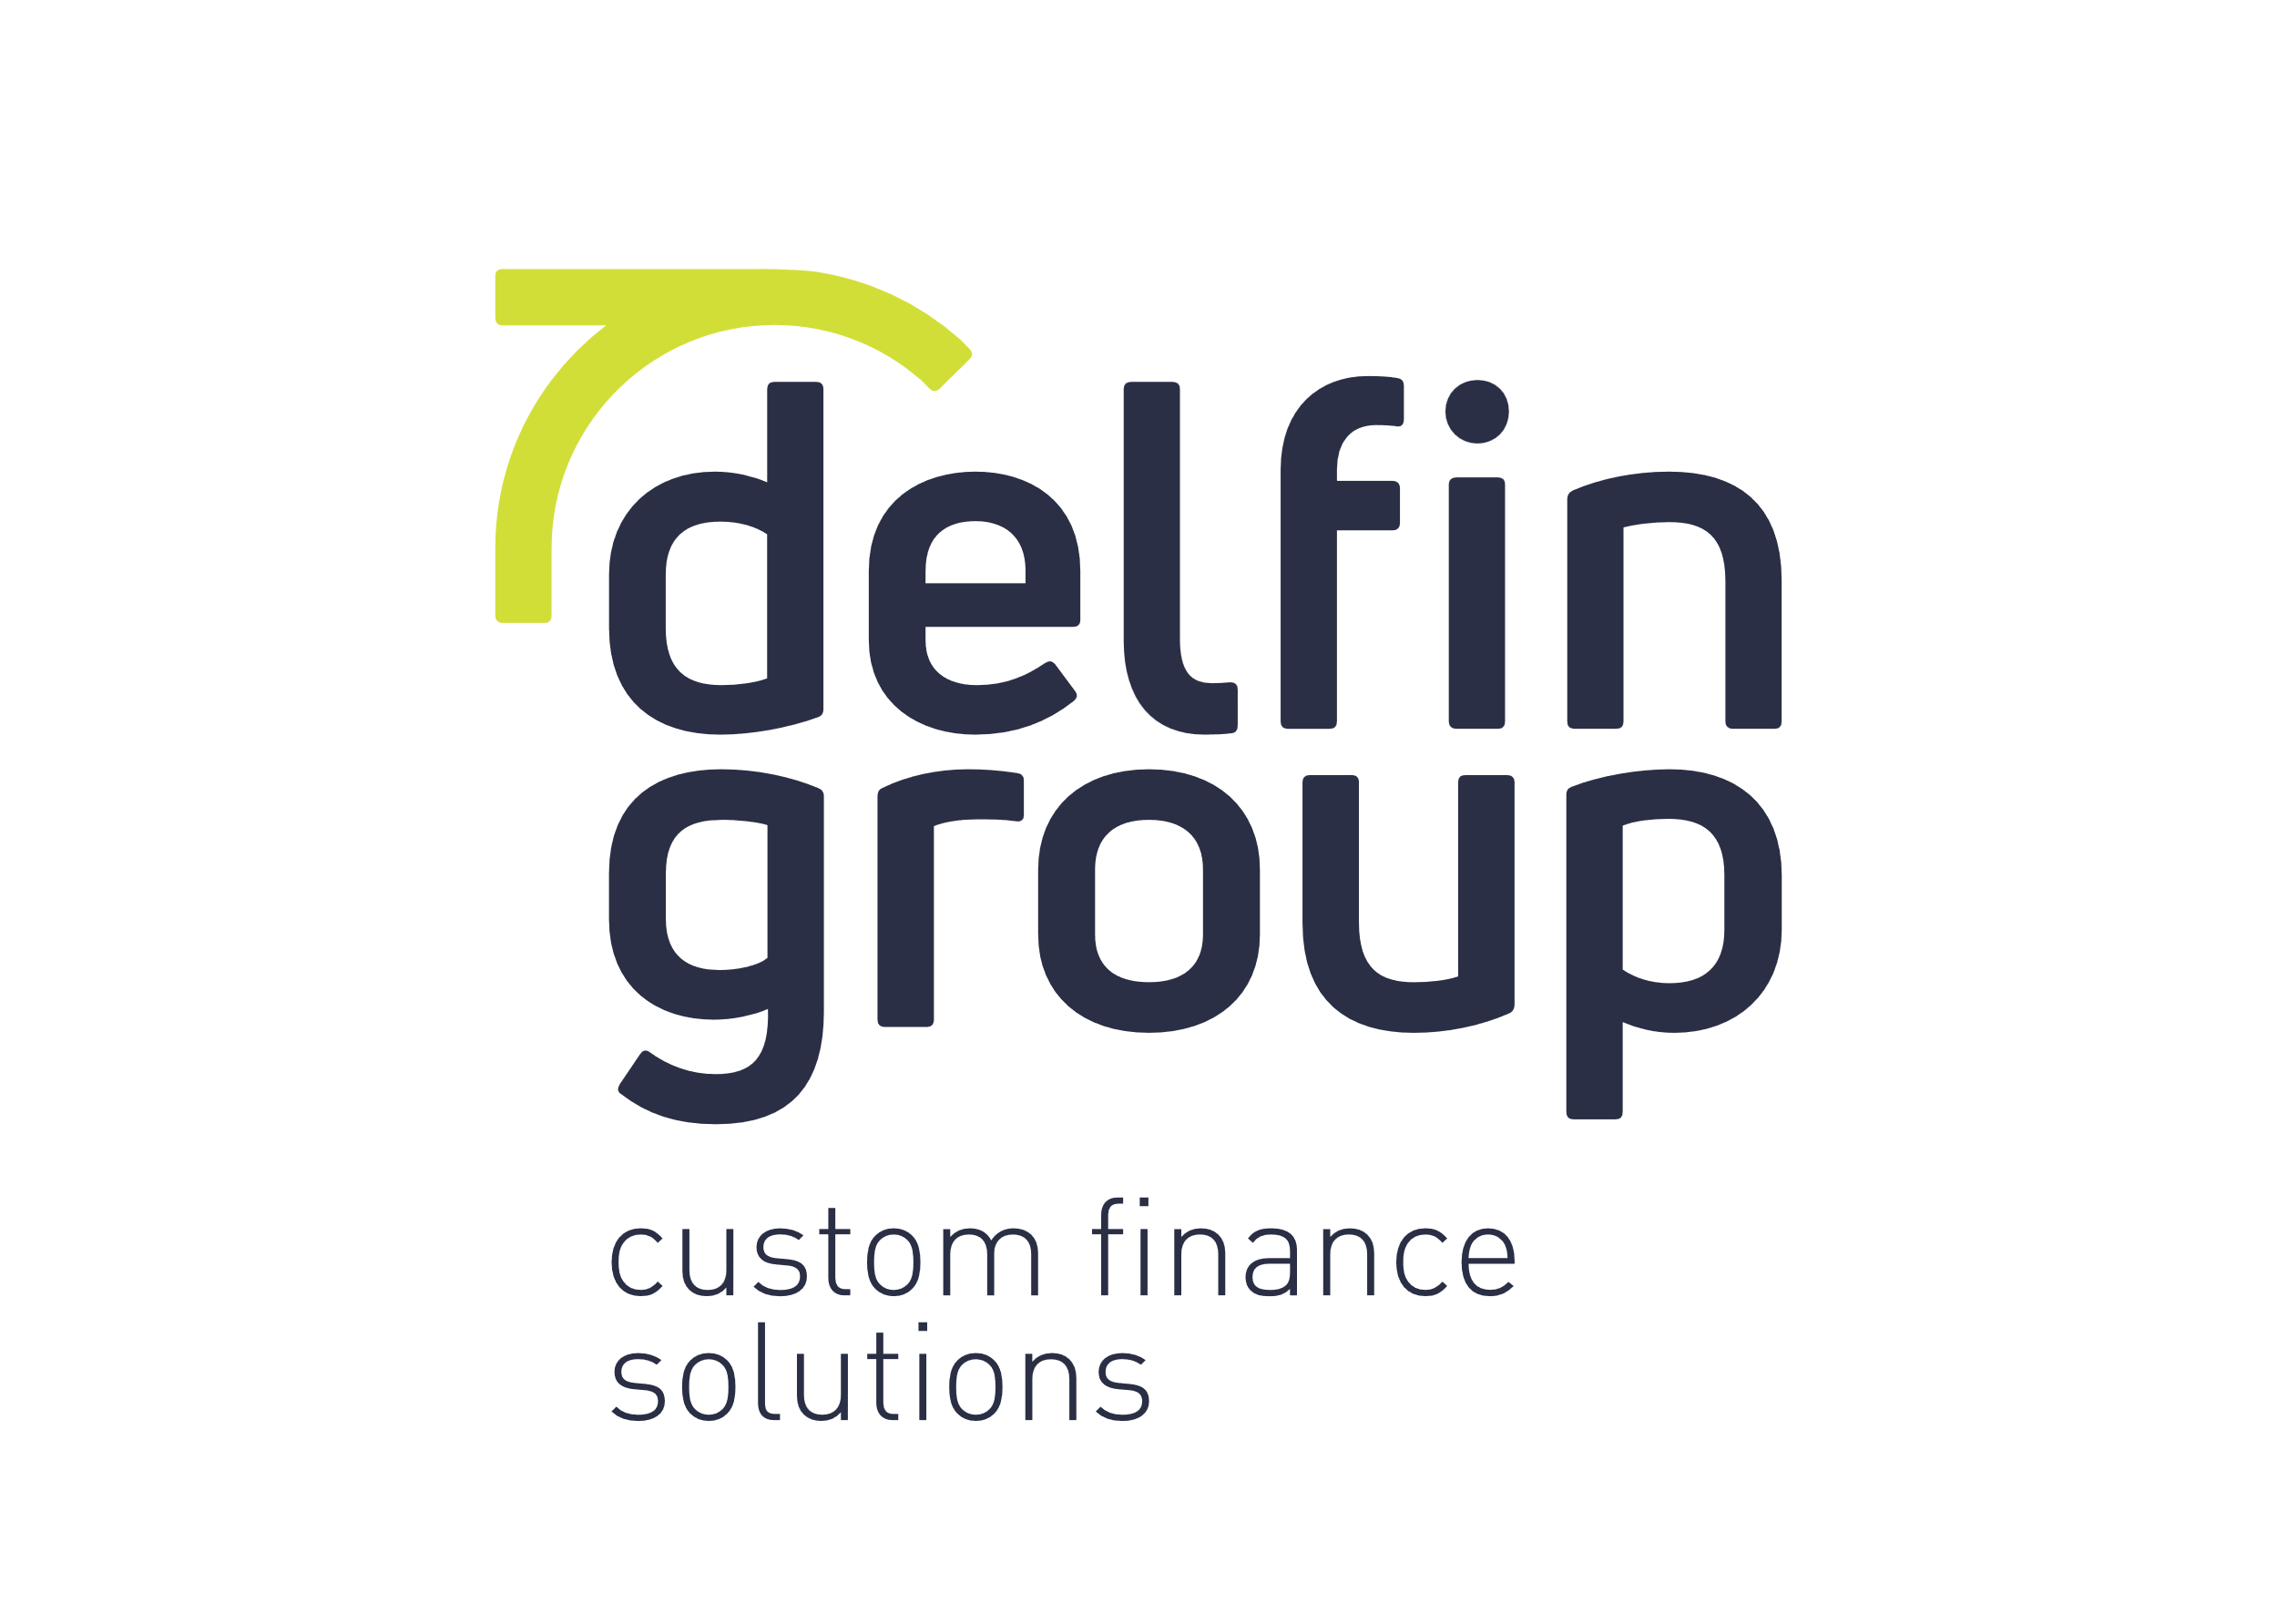 delfin
group
custom finance
solutions